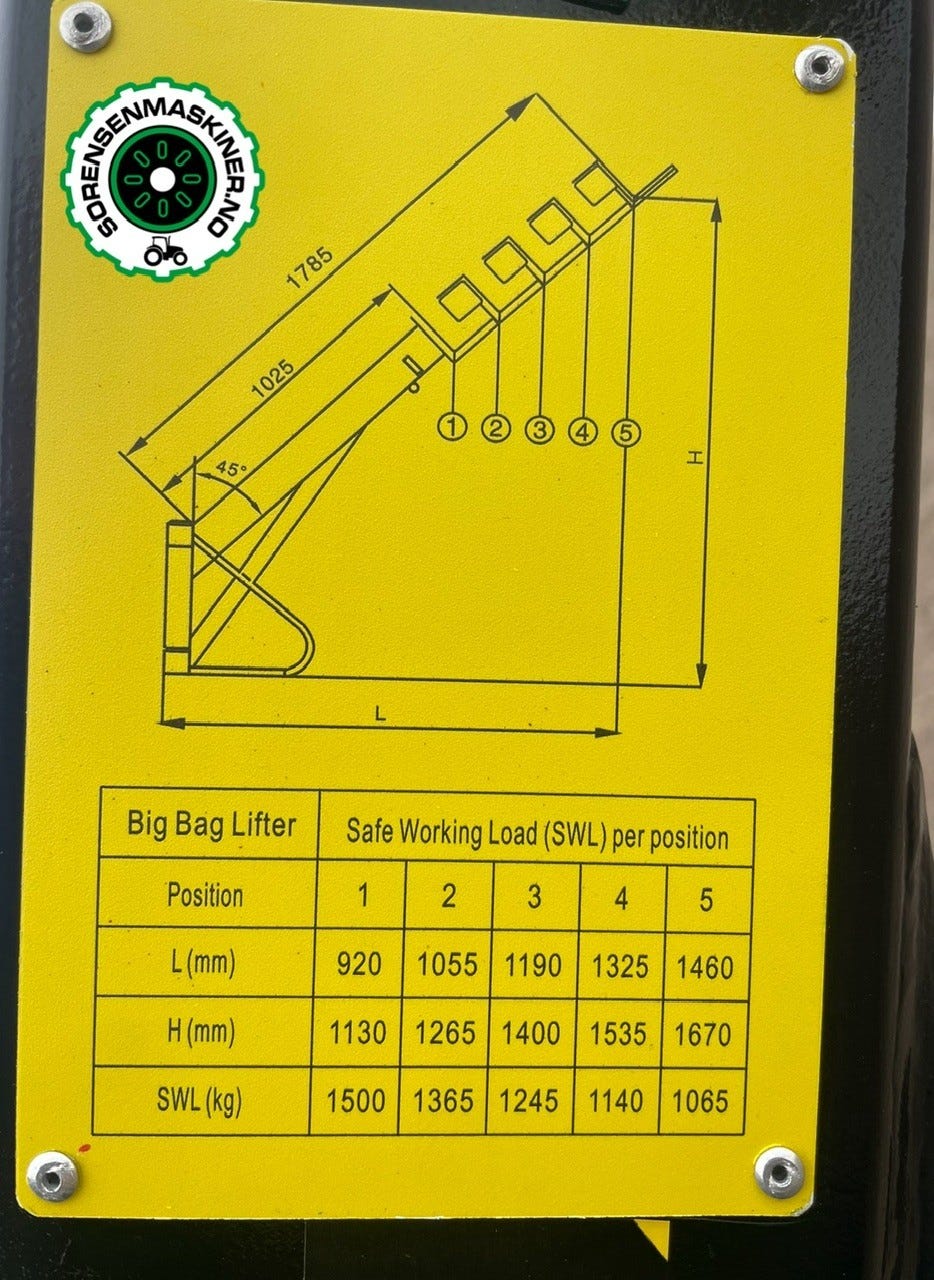 SORENSENMASKINER.NO
1785
1025
45°
1 2 3 4 5
H
L
Big Bag Lifter Safe Working Load (SWL) per position
Position 1 2 3 4 5
L (mm) 920 1055 1190 1325 1460
H (mm) 1130 1265 1400 1535 1670
SWL (kg) 1500 1365 1245 1140 1065